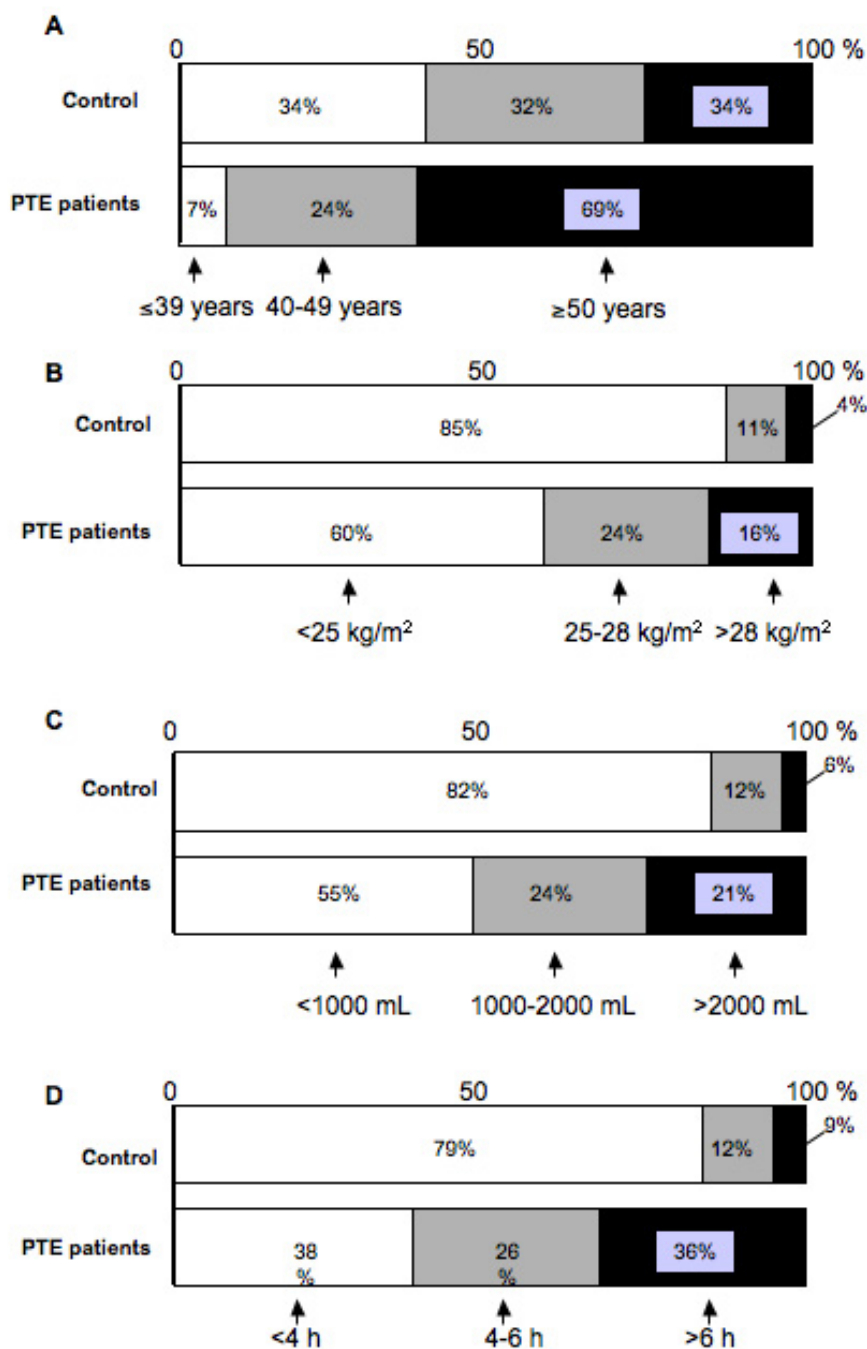 A
0 50 100 %
Control 34% 32% 34%
PTE patients 7% 24% 69%
≤39 years 40-49 years ≥50 years
B
0 50 100 %
4%
Control 85% 11%
PTE patients 60% 24% 16%
<25 kg/m² 25-28 kg/m² >28 kg/m²
C
0 50 100 %
6%
Control 82% 12%
PTE patients 55% 24% 21%
<1000 mL 1000-2000 mL >2000 mL
D
0 50 100 %
9%
Control 79% 12%
PTE patients 38 % 26 % 36%
<4 h 4-6 h >6 h